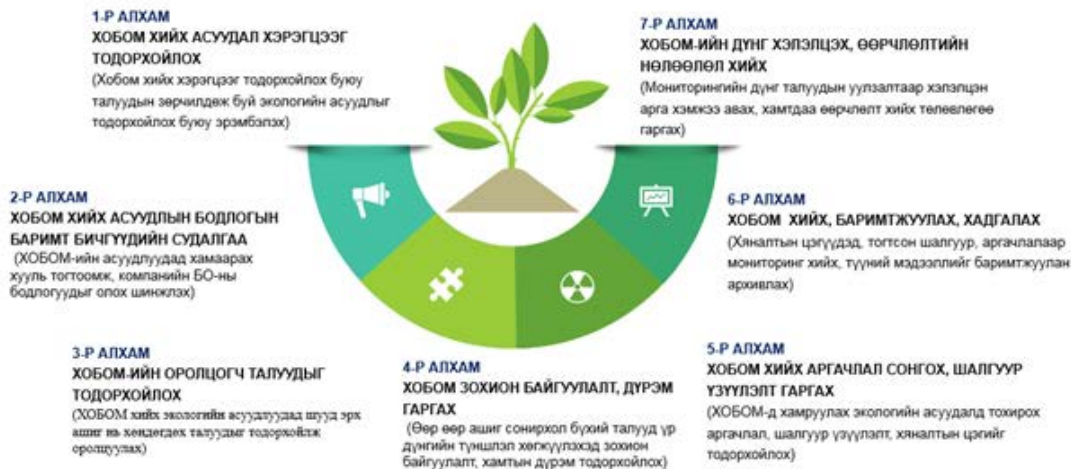 1-Р АЛХАМ
ХОБОМ ХИЙХ АСУУДАЛ ХЭРЭГЦЭЭГ
ТОДОРХОЙЛОХ
(Хобом хийх хэрэгцээг тодорхойлох буюу
талуудын зөрчилдөж буй экологийн асуудлыг
тодорхойлох буюу эрэмбэлэх)
2-Р АЛХАМ
ХОБОМ ХИЙХ АСУУДЛЫН БОДЛОГЫН
БАРИМТ БИЧГҮҮДИЙН СУДАЛГАА
(ХОБОМ-ийн асуудлуудад хамаарах
хууль тогтоомж, компанийн БО-ны
бодлогуудыг олох шинжлэх)
3-Р АЛХАМ
ХОБОМ-ИЙН ОРОЛЦОГЧ ТАЛУУДЫГ
ТОДОРХОЙЛОХ
(ХОБОМ хийх экологийн асуудлуудад шууд эрх
ашиг нь хөндөгдөх талуудыг тодорхойлж
оролцуулах)
4-Р АЛХАМ
ХОБОМ ЗОХИОН БАЙГУУЛАЛТ, ДҮРЭМ
ГАРГАХ
(Өөр өөр ашиг сонирхол бүхий талууд үр
дүнгийн түншлэл хөгжүүлэхэд зохион
байгуулалт, хамтын дүрэм тодорхойлох)
5-Р АЛХАМ
ХОБОМ ХИЙХ АРГАЧЛАЛ СОНГОХ, ШАЛГУУР
ҮЗҮҮЛЭЛТ ГАРГАХ
(ХОБОМ-д хамруулах экологийн асуудалд тохирох
аргачлал, шалгуур үзүүлэлт, хяналтын цэгийг
тодорхойлох)
6-Р АЛХАМ
ХОБОМ ХИЙХ, БАРИМТЖУУЛАХ, ХАДГАЛАХ
(Хяналтын цэгүүдэд, тогтсон шалгуур, аргачлалаар
мониторинг хийх, түүний мэдээллийг баримтжуулан
архивлах)
7-Р АЛХАМ
ХОБОМ-ИЙН ДҮНГ ХЭЛЭЛЦЭХ, ӨӨРЧЛӨЛТИЙН
НӨЛӨӨЛӨЛ ХИЙХ
(Мониторингийн дүнг талуудын уулзалтаар хэлэлцэн
арга хэмжээ авах, хамтдаа өөрчлөлт хийх төлөвлөгөө
гаргах)